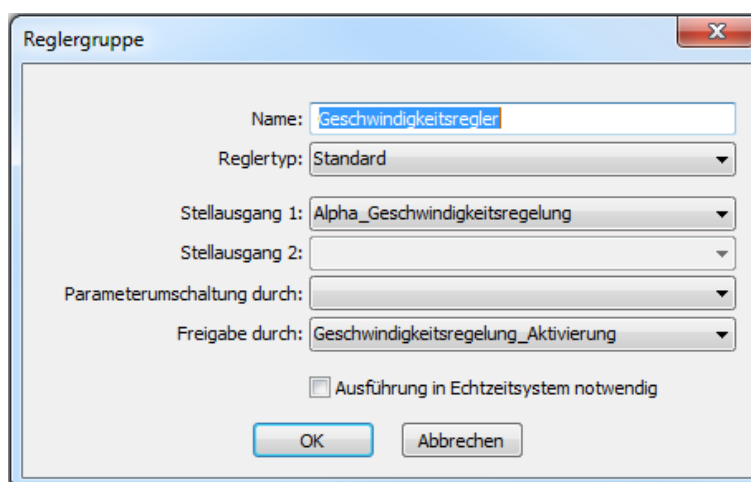 Reglergruppe
Name: Geschwindigkeitsregler
Reglertyp: Standard
Stellausgang 1: Alpha_Geschwindigkeitsregelung
Stellausgang 2:
Parameterumschaltung durch:
Freigabe durch: Geschwindigkeitsregelung_Aktivierung
Ausführung in Echtzeitsystem notwendig
OK Abbrechen